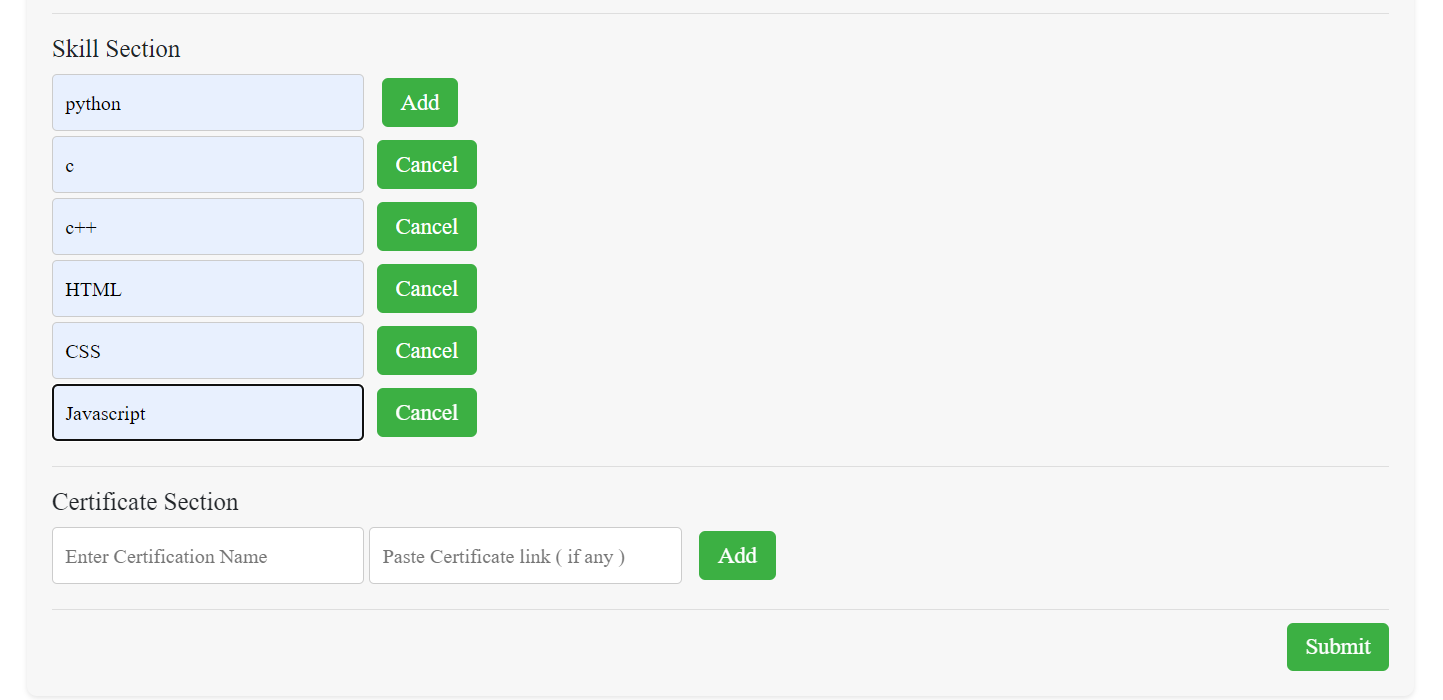 Skill Section
python Add
c Cancel
c++ Cancel
HTML Cancel
CSS Cancel
Javascript Cancel
Certificate Section
Enter Certification Name Paste Certificate link ( if any ) Add
Submit